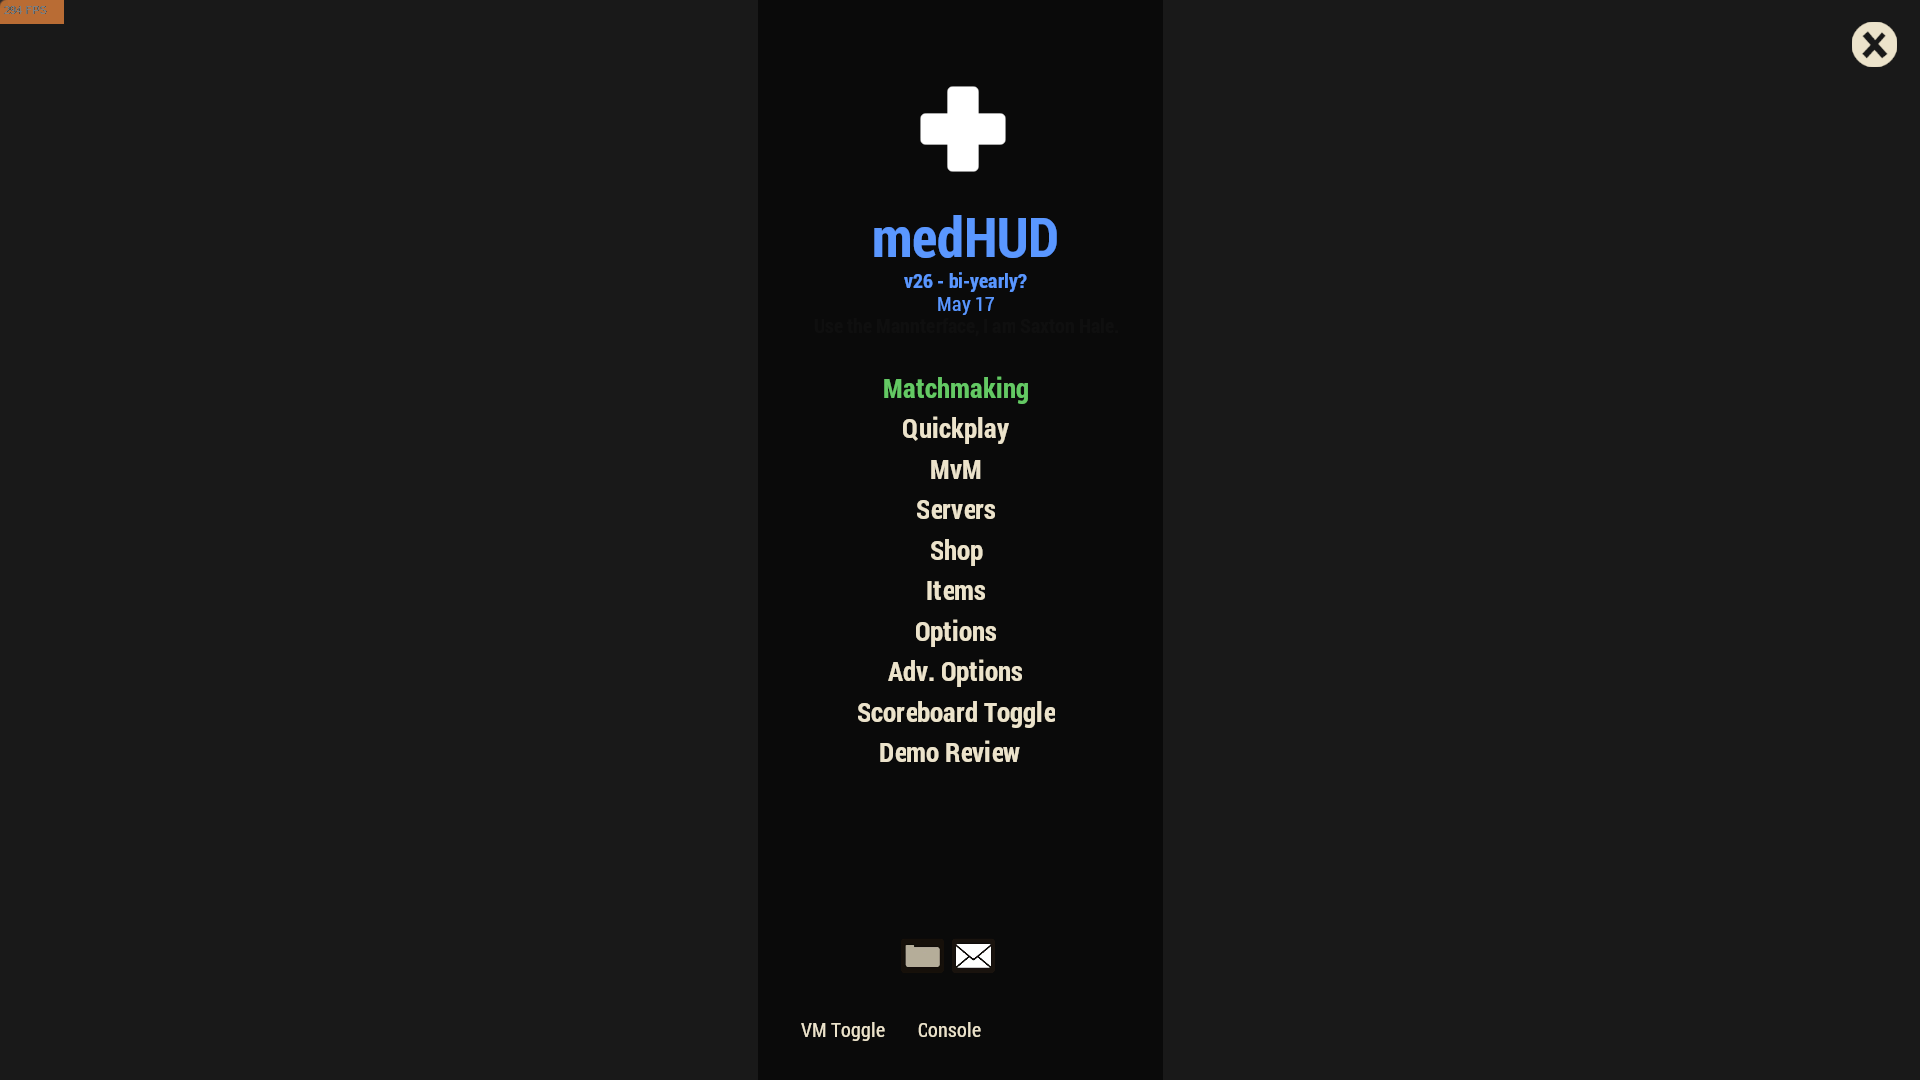 medHUD
v26 - bi-yearly?
May 17
Use the Mannterface, I am Saxton Hale.
Matchmaking
Quickplay
MvM
Servers
Shop
Items
Options
Adv. Options
Scoreboard Toggle
Demo Review
VM Toggle
Console